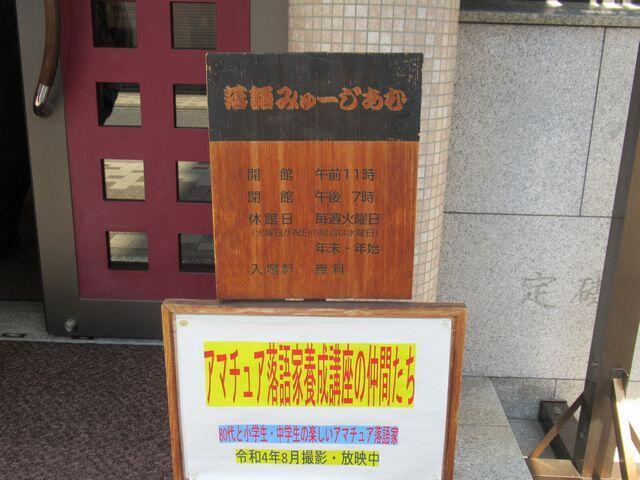 落語みゅーじあむ
開　館　午前11時
閉　館　午後 7時
休館日　毎週火曜日
(火曜日が祝日の場合は水曜日)
年末・年始
入場料　無料
アマチュア落語家養成講座の仲間たち
80代と小学生・中学生の楽しいアマチュア落語家
令和4年8月撮影・放映中
定